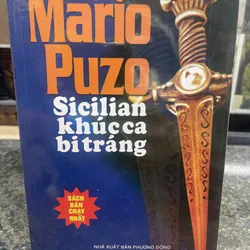 Mario
Puzo
Sicilian
khúc ca
bi tráng
SÁCH
BÁN
CHẠY
NHẤT
NHÀ XUẤT BẢN PHƯƠNG ĐÔNG